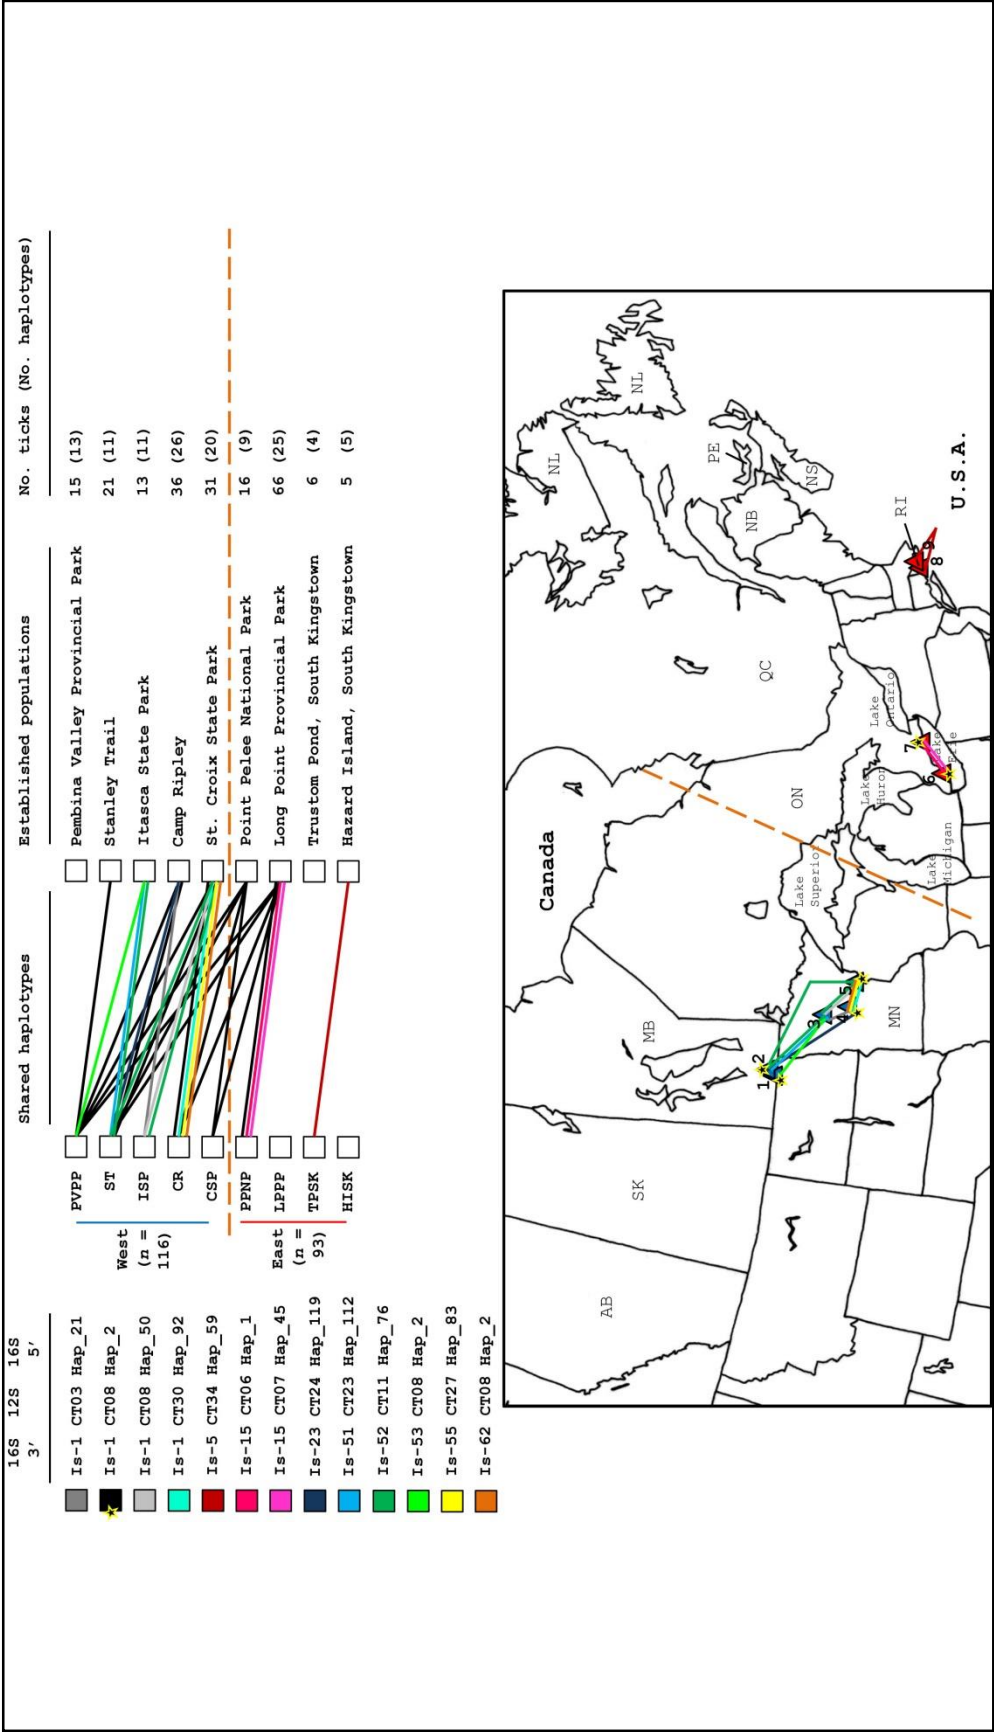 16S 12S 16S
3′ 5′
Is-1 CT03 Hap_21
Is-1 CT08 Hap_2
Is-1 CT08 Hap_50
Is-1 CT30 Hap_92
Is-5 CT34 Hap_59
Is-15 CT06 Hap_1
Is-15 CT07 Hap_45
Is-23 CT24 Hap_119
Is-51 CT23 Hap_112
Is-52 CT11 Hap_76
Is-53 CT08 Hap_2
Is-55 CT27 Hap_83
Is-62 CT08 Hap_2
West
(n =
116)
East
(n =
93)
Shared haplotypes Established populations No. ticks (No. haplotypes)
PVPP Pembina Valley Provincial Park 15 (13)
ST Stanley Trail 21 (11)
ISP Itasca State Park 13 (11)
CR Camp Ripley 36 (26)
CSP St. Croix State Park 31 (20)
PPNP Point Pelee National Park 16 (9)
LPPP Long Point Provincial Park 66 (25)
TPSK Trustom Pond, South Kingstown 6 (4)
HISK Hazard Island, South Kingstown 5 (5)
Canada
AB
SK
MB
ON
QC
NL
NL
PE
NB
NS
RI
MN
U.S.A.
Lake
Superior
Lake
Michigan
Lake
Huron
Lake
Ontario
Lake
Erie
1
2
3
4
5
6
7
8
9